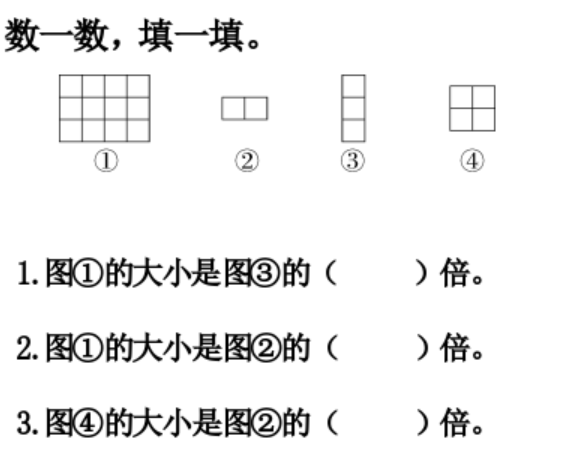 数一数，填一填。
① ② ③ ④
1.图①的大小是图③的（ ）倍。
2.图①的大小是图②的（ ）倍。
3.图④的大小是图②的（ ）倍。